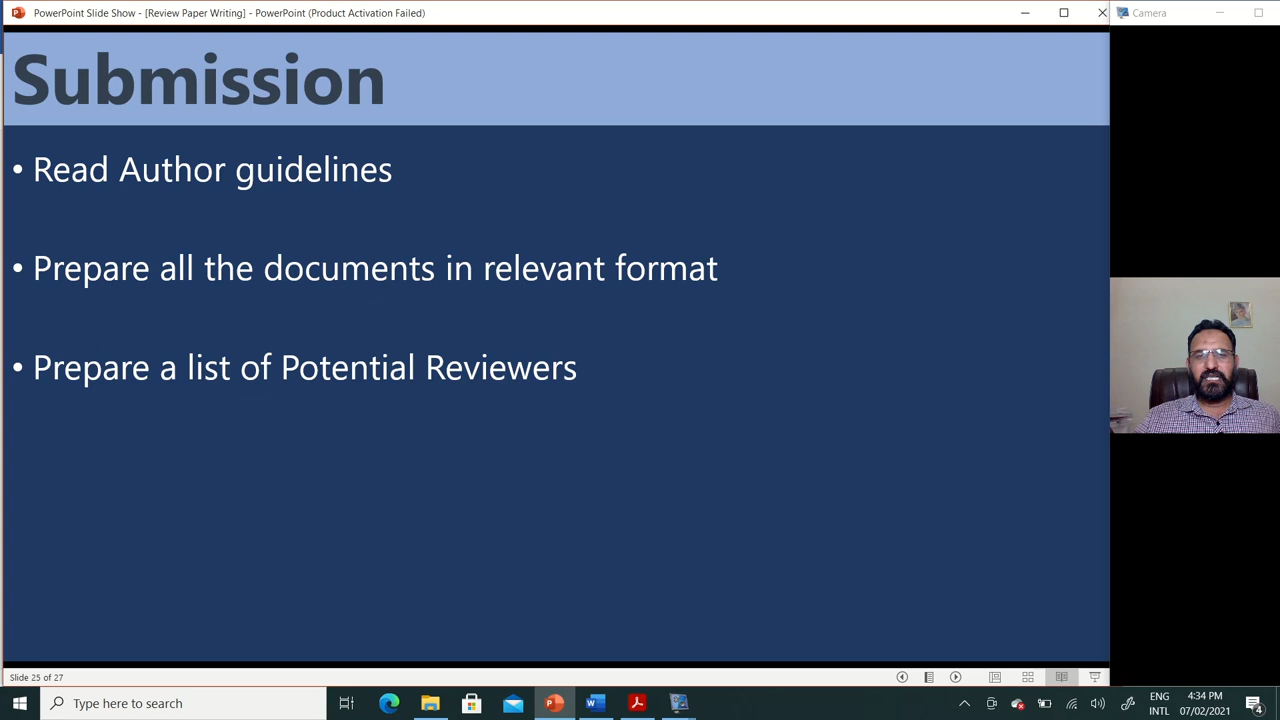 PowerPoint Slide Show - [Review Paper Writing] - PowerPoint (Product Activation Failed)
Camera
Submission
• Read Author guidelines
• Prepare all the documents in relevant format
• Prepare a list of Potential Reviewers
Slide 25 of 27
Type here to search
ENG
INTL
4:34 PM
07/02/2021
4